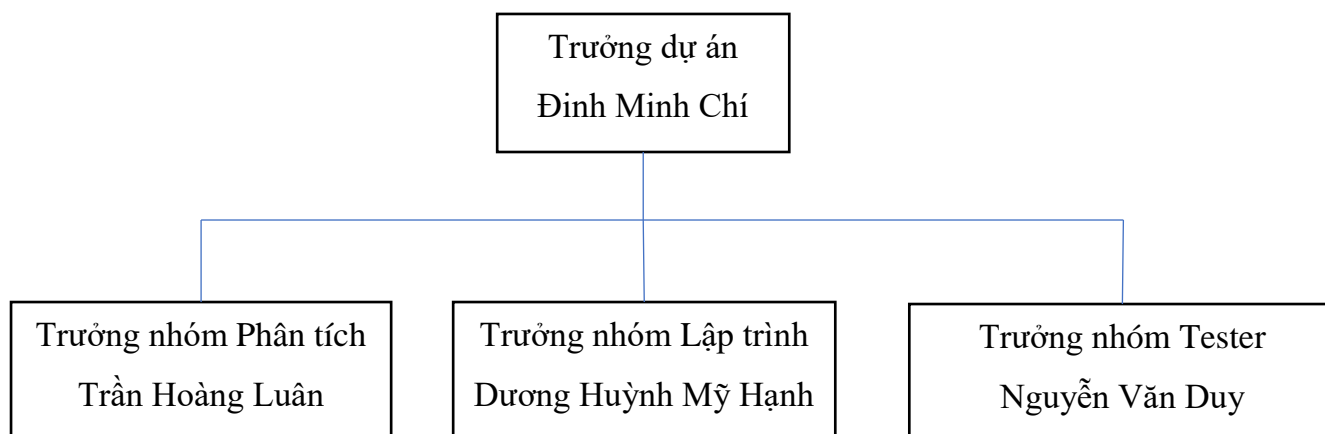 Trưởng dự án
Đinh Minh Chí
Trưởng nhóm Phân tích
Trần Hoàng Luân
Trưởng nhóm Lập trình
Dương Huỳnh Mỹ Hạnh
Trưởng nhóm Tester
Nguyễn Văn Duy